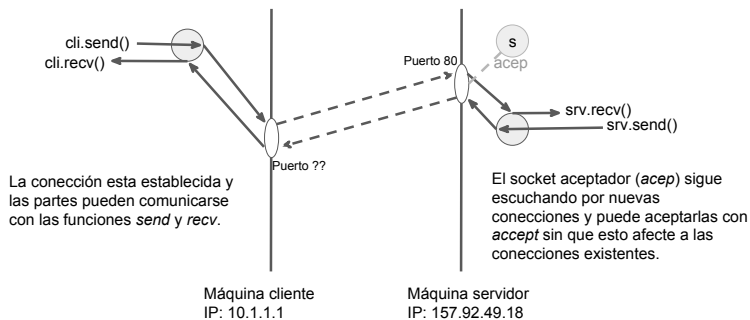 cli.send()
cli.recv()
s
acep
Puerto 80
srv.recv()
srv.send()
Puerto ??
La conección esta establecida y
las partes pueden comunicarse
con las funciones send y recv.
El socket aceptador (acep) sigue
escuchando por nuevas
conecciones y puede aceptarlas con
accept sin que esto afecte a las
conecciones existentes.
Máquina cliente
IP: 10.1.1.1
Máquina servidor
IP: 157.92.49.18